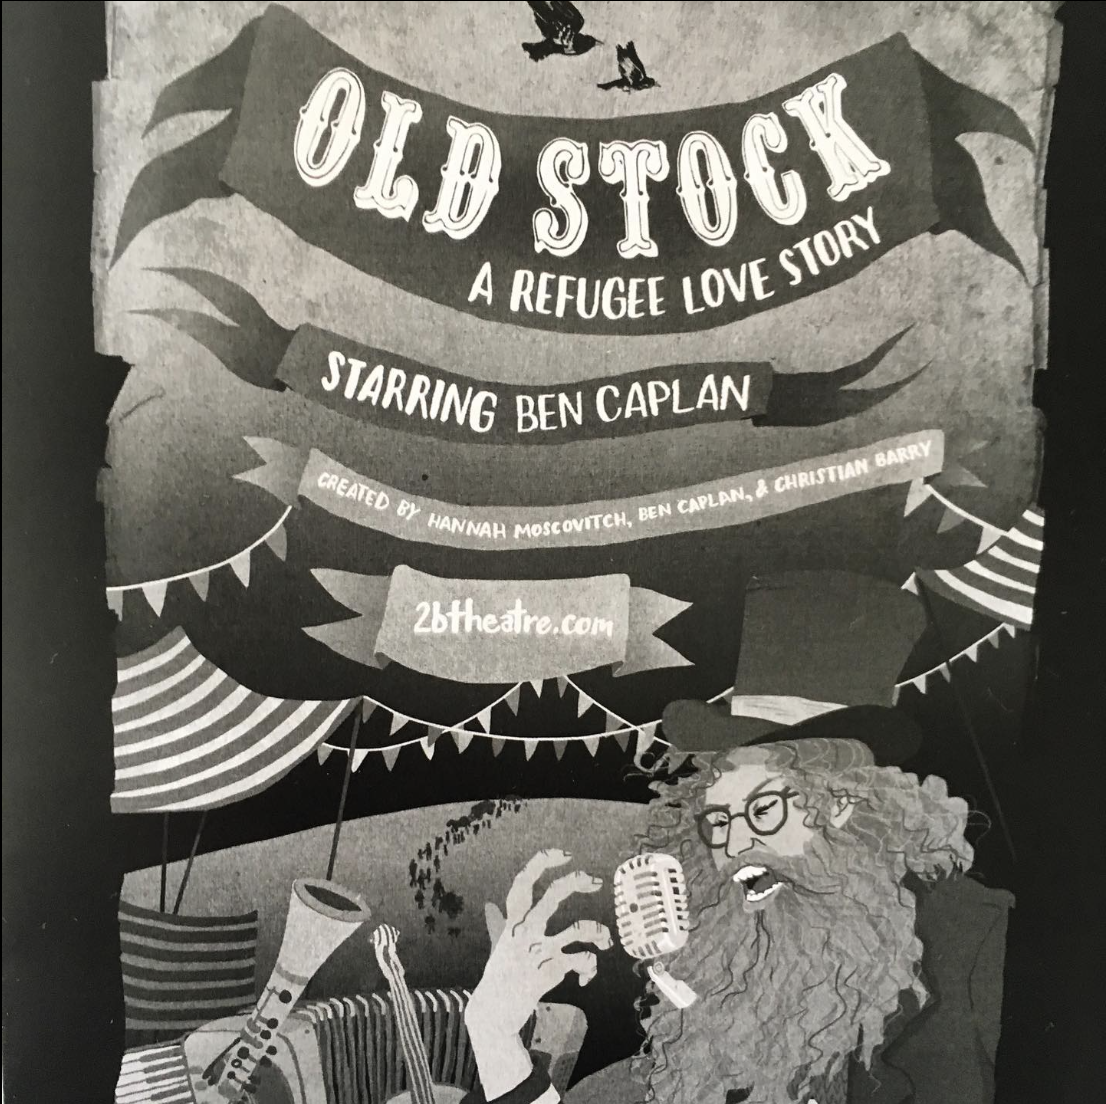 OLD STOCK
A REFUGEE LOVE STORY
STARRING BEN CAPLAN
CREATED BY HANNAH MOSCOVITCH, BEN CAPLAN, & CHRISTIAN BARRY
2btheatre.com